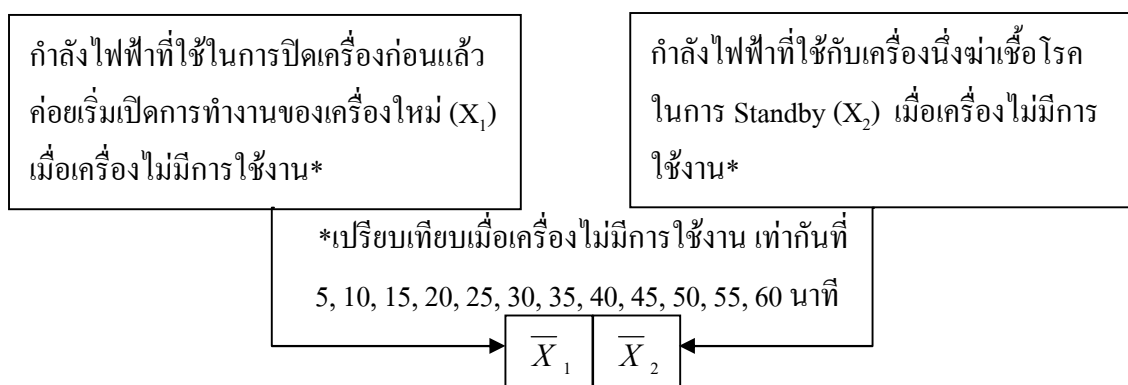 กำลังไฟฟ้าที่ใช้ในการปิดเครื่องก่อนแล้ว
ค่อยเริ่มเปิดการทำงานของเครื่องใหม่ (X₁)
เมื่อเครื่องไม่มีการใช้งาน*
กำลังไฟฟ้าที่ใช้กับเครื่องนึ่งฆ่าเชื้อโรค
ในการ Standby (X₂) เมื่อเครื่องไม่มีการ
ใช้งาน*
*เปรียบเทียบเมื่อเครื่องไม่มีการใช้งาน เท่ากันที่
5, 10, 15, 20, 25, 30, 35, 40, 45, 50, 55, 60 นาที
X̅₁ X̅₂